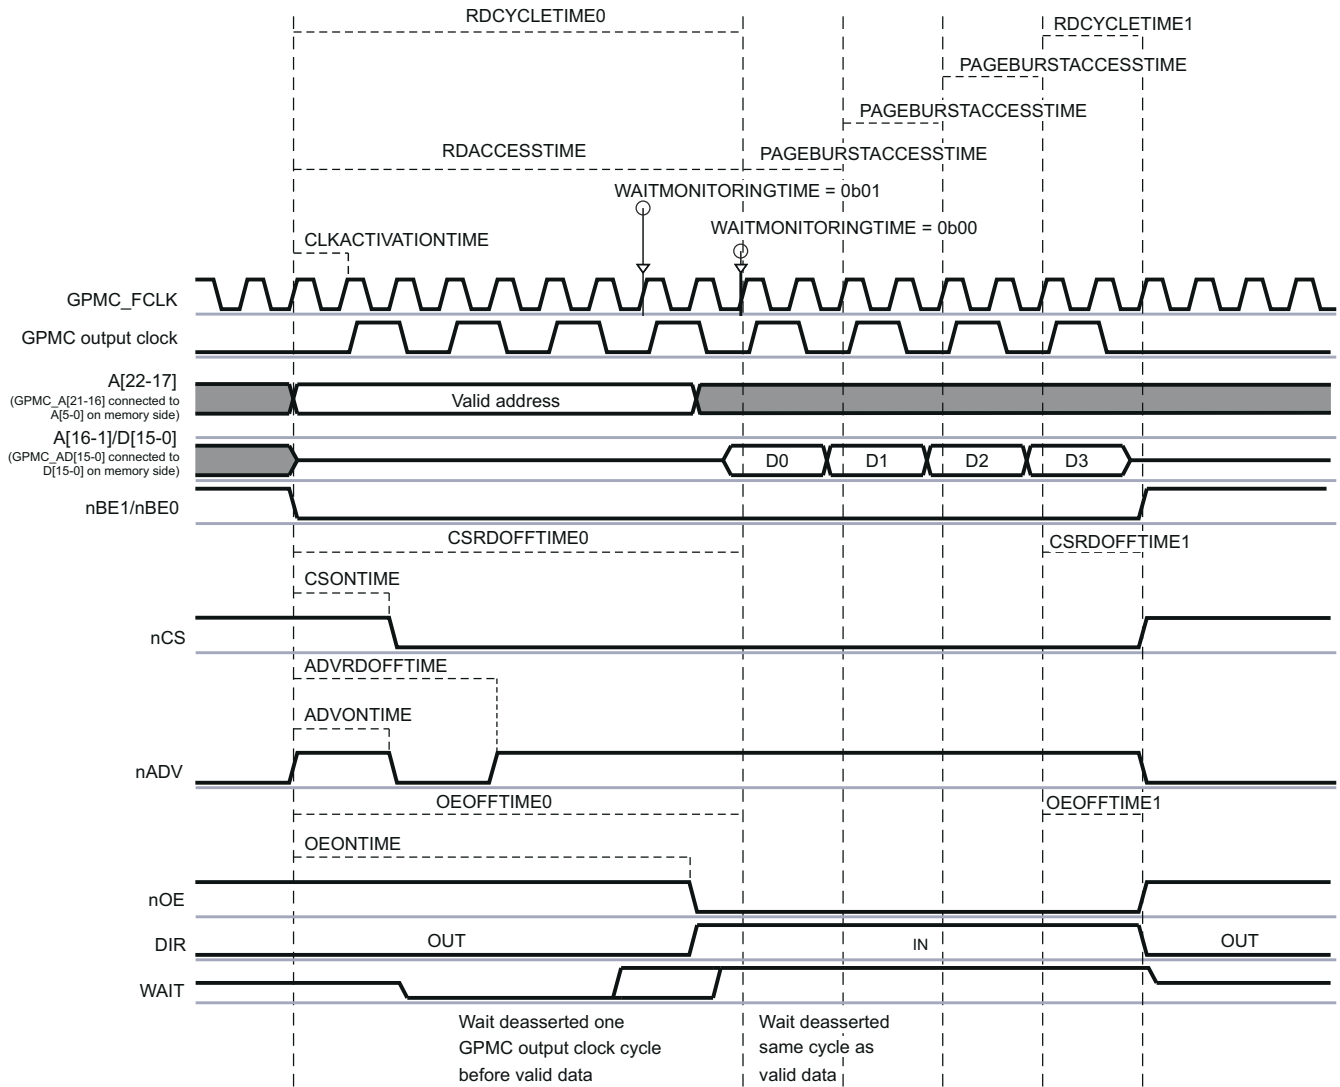 RDCYCLETIME0
RDCYCLETIME1
PAGEBURSTACCESSTIME
PAGEBURSTACCESSTIME
RDACCESSTIME
PAGEBURSTACCESSTIME
WAITMONITORINGTIME = 0b01
WAITMONITORINGTIME = 0b00
CLKACTIVATIONTIME
GPMC_FCLK
GPMC output clock
A[22-17]
(GPMC_A[21-16] connected to
A[5-0] on memory side)
Valid address
A[16-1]/D[15-0]
(GPMC_AD[15-0] connected to
D[15-0] on memory side)
D0
D1
D2
D3
nBE1/nBE0
CSRDOFFTIME0
CSRDOFFTIME1
CSONTIME
nCS
ADVRDOFFTIME
ADVONTIME
nADV
OEOFFTIME0
OEOFFTIME1
OEONTIME
nOE
DIR
OUT
IN
OUT
WAIT
Wait deasserted one
GPMC output clock cycle
before valid data
Wait deasserted
same cycle as
valid data